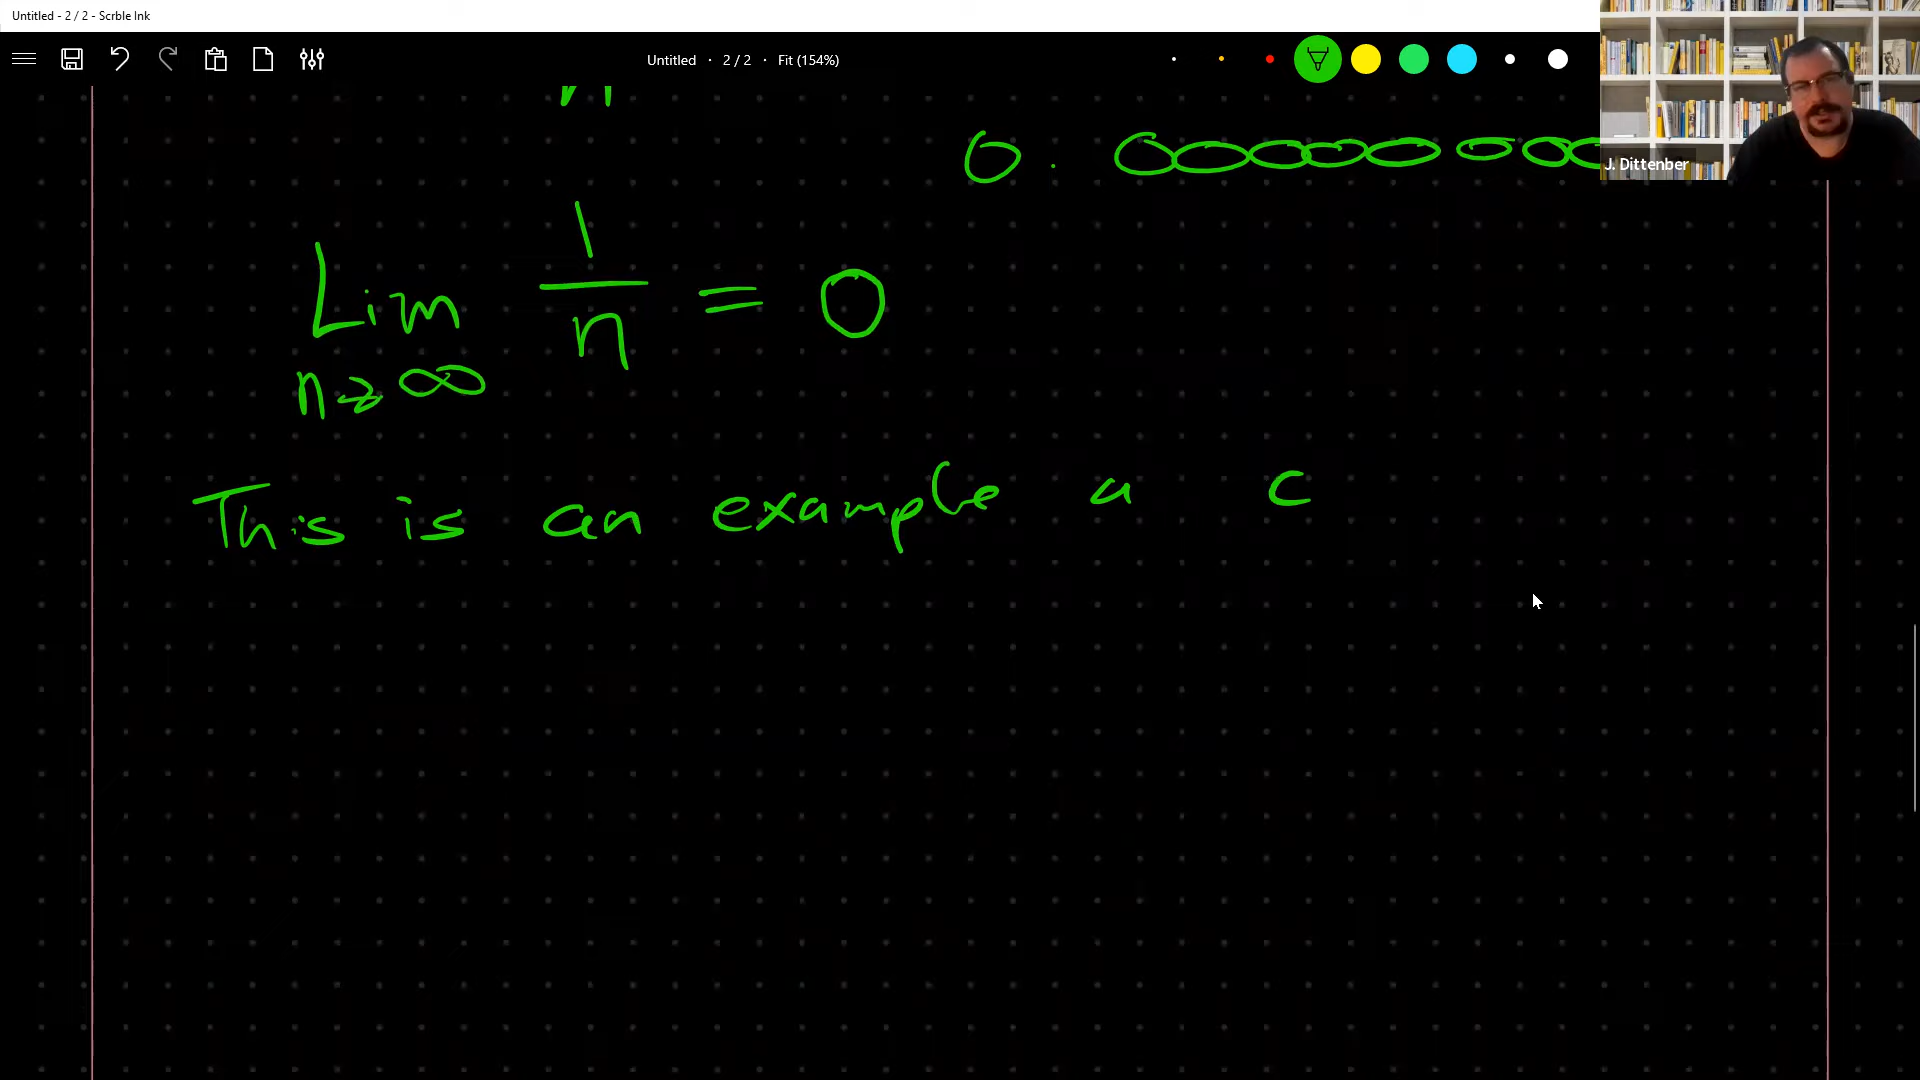 Untitled - 2 / 2 - Scrble Ink
Untitled · 2 / 2 · Fit (154%)
J. Dittenber
0. 00000000
Lim 1/n = 0
n→∞
This is an example a c